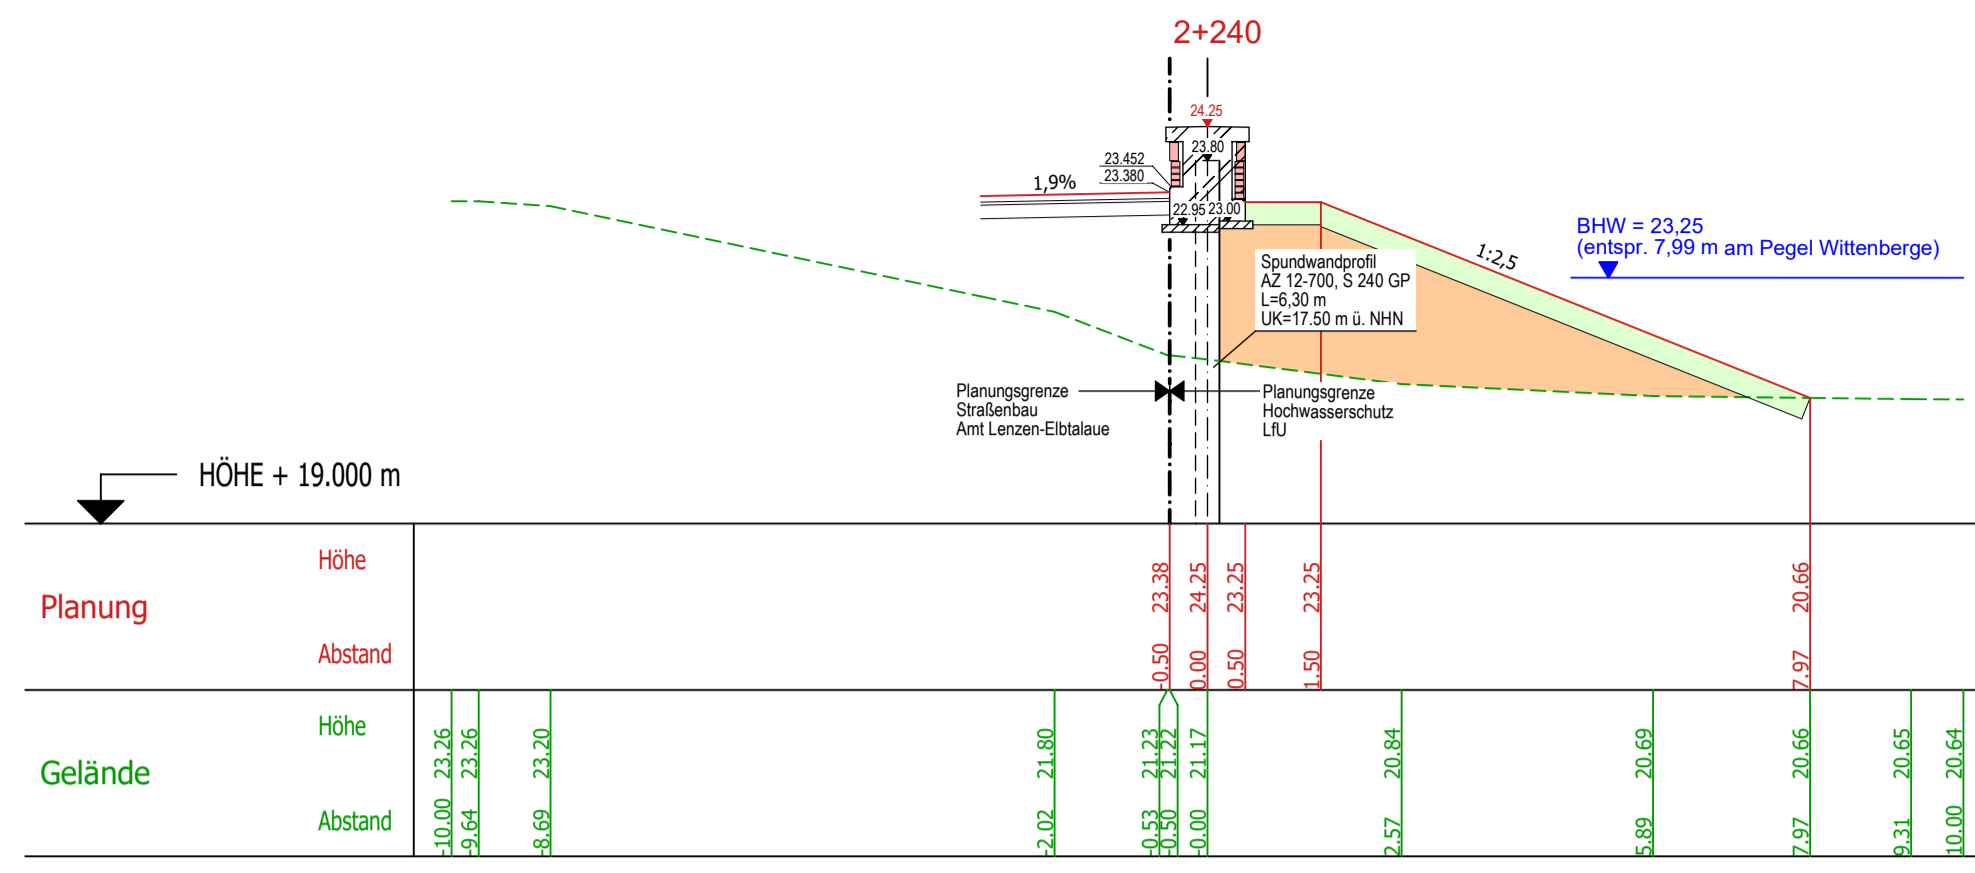 2+240
24.25
23.80
23.452
23.380
1,9%
22.95 23.00
BHW = 23,25
(entspr. 7,99 m am Pegel Wittenberge)
1:2,5
Spundwandprofil
AZ 12-700, S 240 GP
L=6,30 m
UK=17.50 m ü. NHN
Planungsgrenze
Straßenbau
Amt Lenzen-Elbtalaue
Planungsgrenze
Hochwasserschutz
LfU
HÖHE + 19.000 m
Planung
Höhe
23.38 24.25 23.25 23.25 20.66
Abstand
-0.50 0.00 0.50 1.50 7.97
Gelände
Höhe
23.26 23.26 23.20 21.80 21.23 21.22 21.17 20.84 20.69 20.66 20.65 20.64
Abstand
-10.00 -9.64 -8.69 -2.02 -0.53 -0.50 -0.00 2.57 5.89 7.97 9.31 10.00